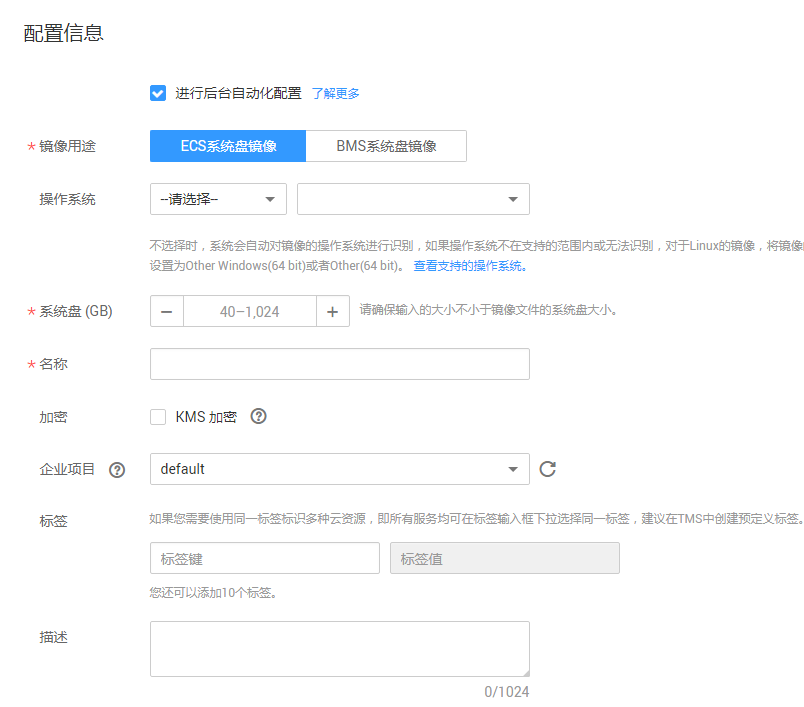 配置信息
进行后台自动化配置 了解更多
* 镜像用途 ECS系统盘镜像 BMS系统盘镜像
操作系统 --请选择--
不选择时，系统会自动对镜像的操作系统进行识别，如果操作系统不在支持的范围内或无法识别，对于Linux的镜像，将镜像
设置为Other Windows(64 bit)或者Other(64 bit)。 查看支持的操作系统。
* 系统盘 (GB) － 40–1,024 + 请确保输入的大小不小于镜像文件的系统盘大小。
* 名称
加密 KMS 加密 ?
企业项目 ? default
标签 如果您需要使用同一标签标识多种云资源，即所有服务均可在标签输入框下拉选择同一标签，建议在TMS中创建预定义标签。
标签键 标签值
您还可以添加10个标签。
描述
0/1024